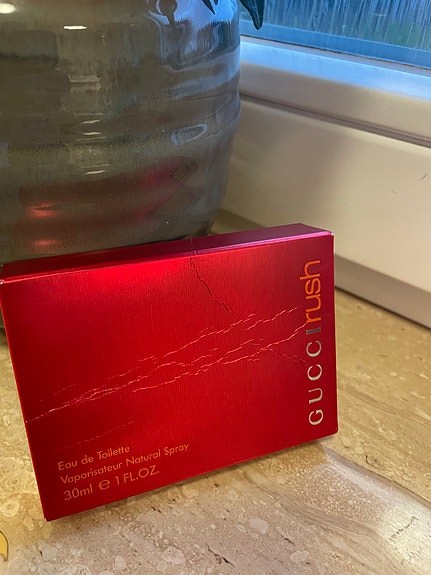 GUCCI rush
Eau de Toilette
Vaporisateur Natural Spray
30ml ℮ 1 FL.OZ.